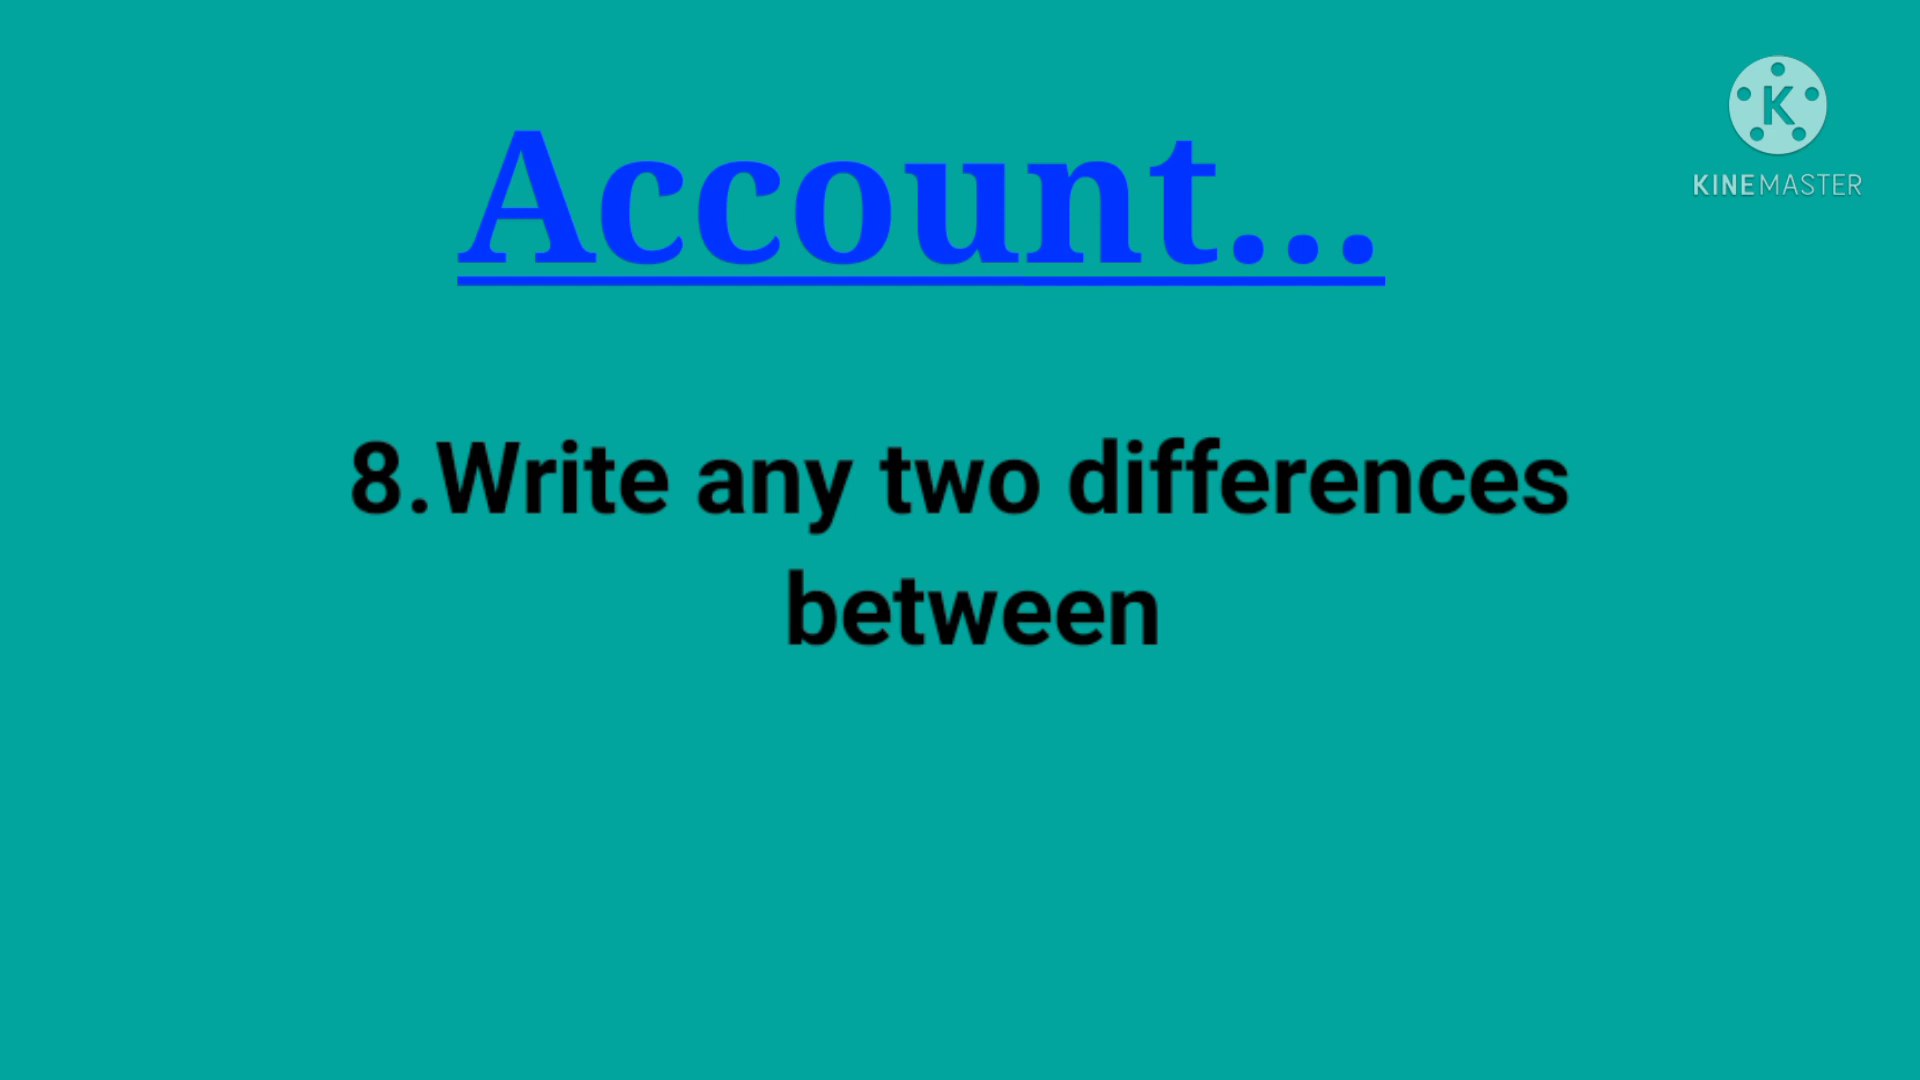 Account...
K
KINEMASTER
8.Write any two differences
between